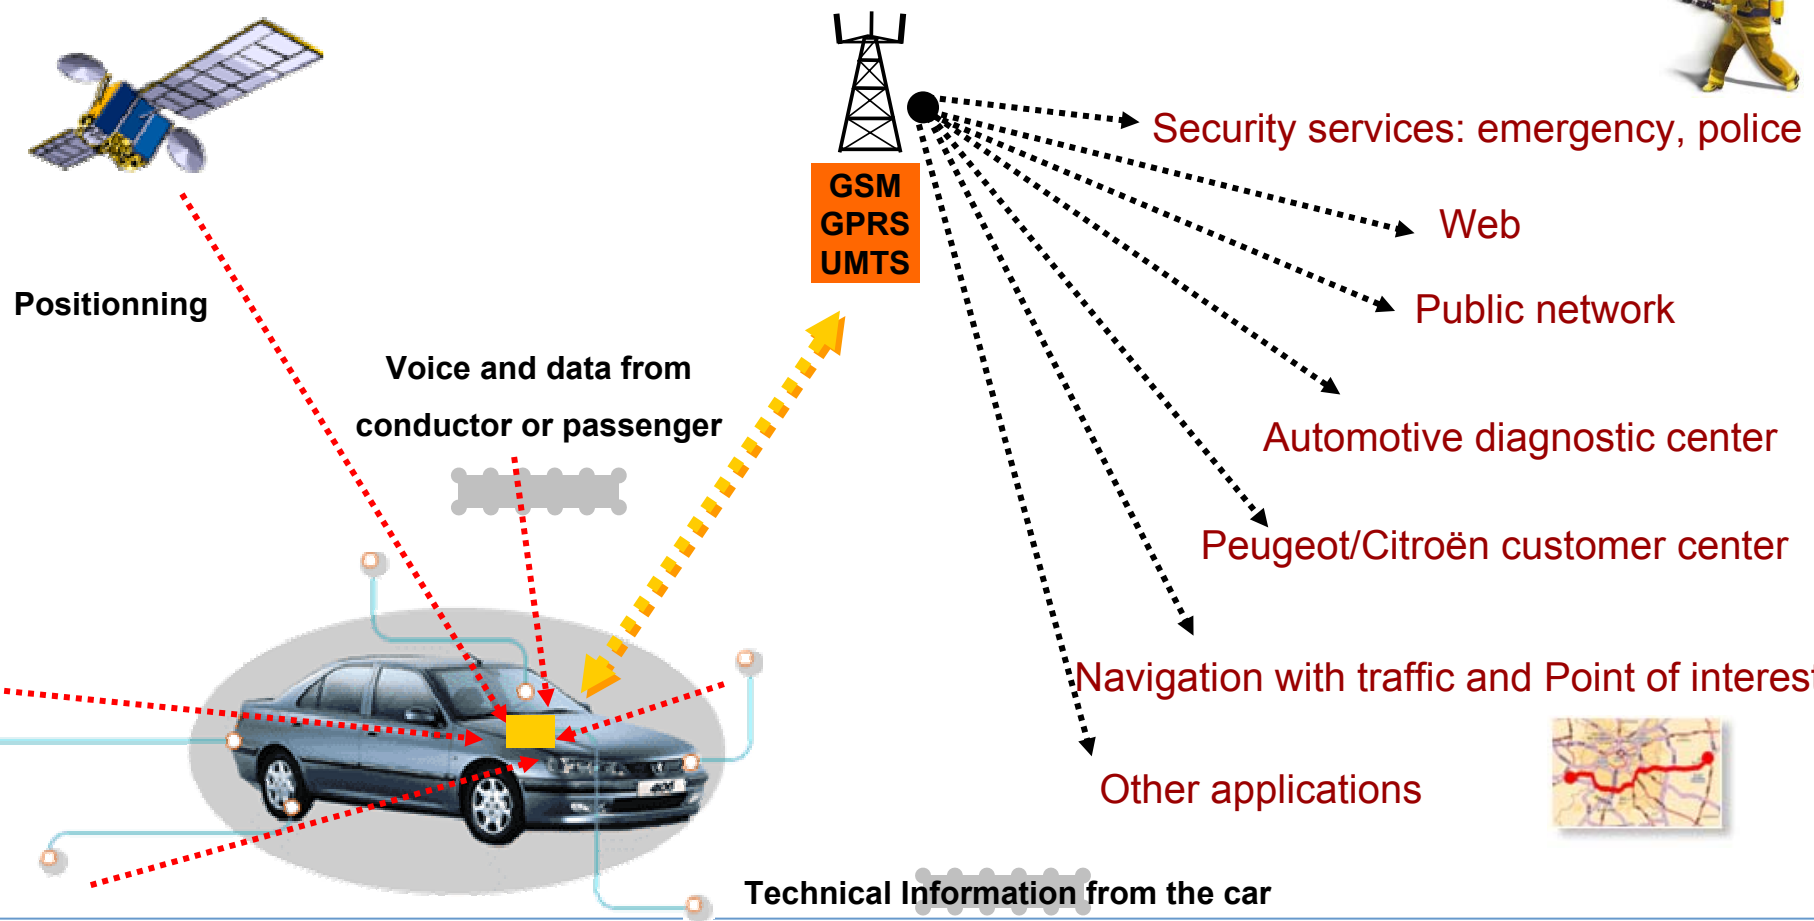 Security services: emergency, police
GSM
GPRS
UMTS
Web
Positionning
Public network
Voice and data from
conductor or passenger
Automotive diagnostic center
Peugeot/Citroën customer center
Navigation with traffic and Point of interest
Other applications
Technical Information from the car